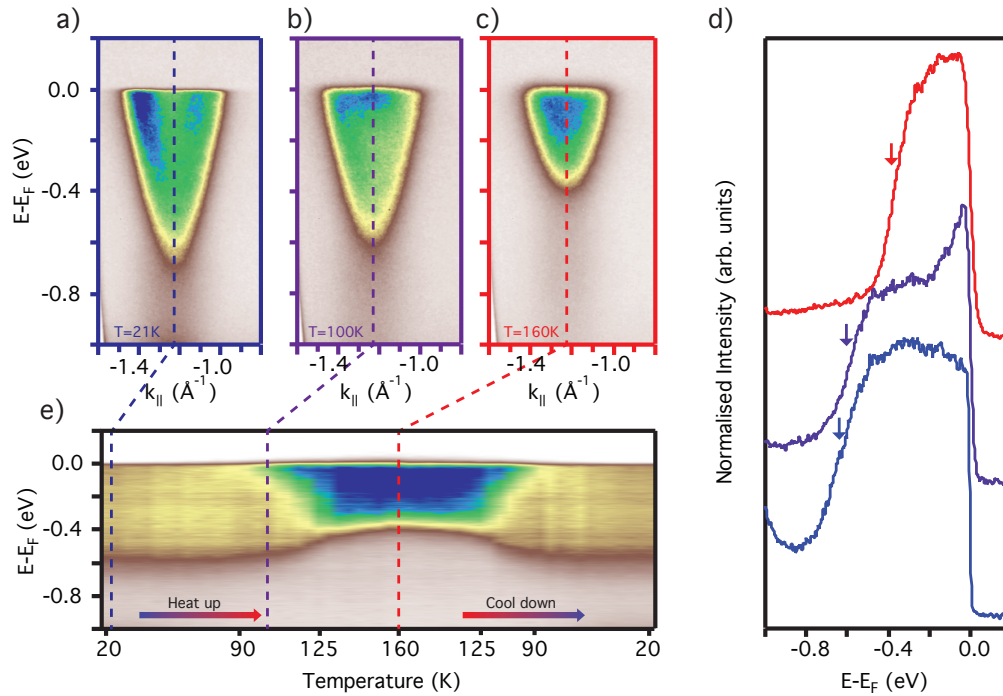 a)
b)
c)
d)
0.0
-0.4
-0.8
E-E_F (eV)
T=21K
T=100K
T=160K
-1.4 -1.0
-1.4 -1.0
-1.4 -1.0
k_|| (Å⁻¹)
k_|| (Å⁻¹)
k_|| (Å⁻¹)
Normalised Intensity (arb. units)
-0.8 -0.4 0.0
E-E_F (eV)
e)
0.0
-0.4
-0.8
E-E_F (eV)
Heat up
Cool down
20 90 125 160 125 90 20
Temperature (K)